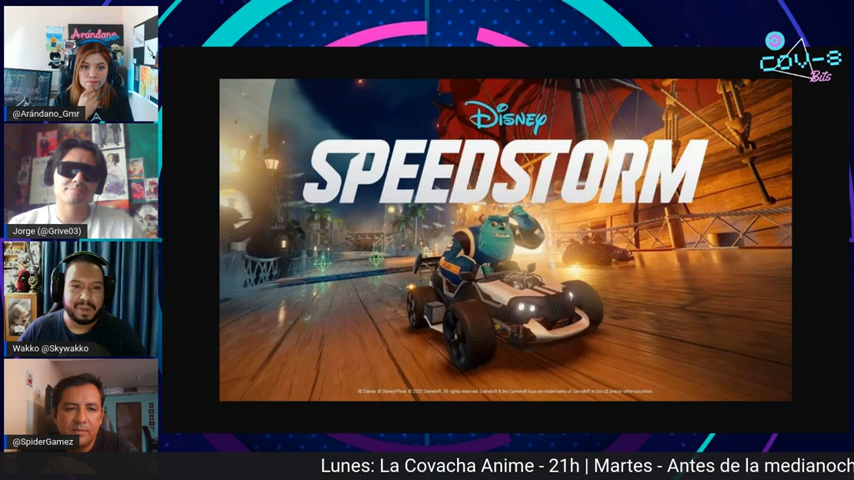 Arándano
@Arándano_Gmr
Jorge (@Grive03)
Wakko @Skywakko
@SpiderGamez
Disney
SPEEDSTORM
COV-8
Bits
Lunes: La Covacha Anime - 21h | Martes - Antes de la medianoch